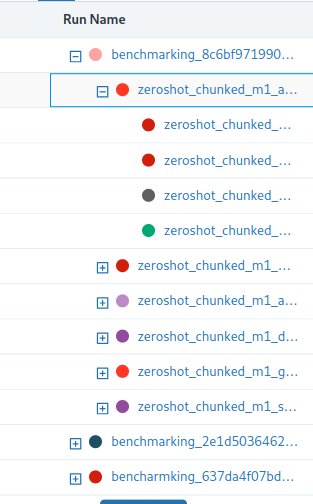 Run Name
benchmarking_8c6bf971990...
zeroshot_chunked_m1_a...
zeroshot_chunked_...
zeroshot_chunked_...
zeroshot_chunked_...
zeroshot_chunked_...
zeroshot_chunked_m1_...
zeroshot_chunked_m1_a...
zeroshot_chunked_m1_d...
zeroshot_chunked_m1_g...
zeroshot_chunked_m1_s...
benchmarking_2e1d5036462...
bencharmking_637da4f07bd...